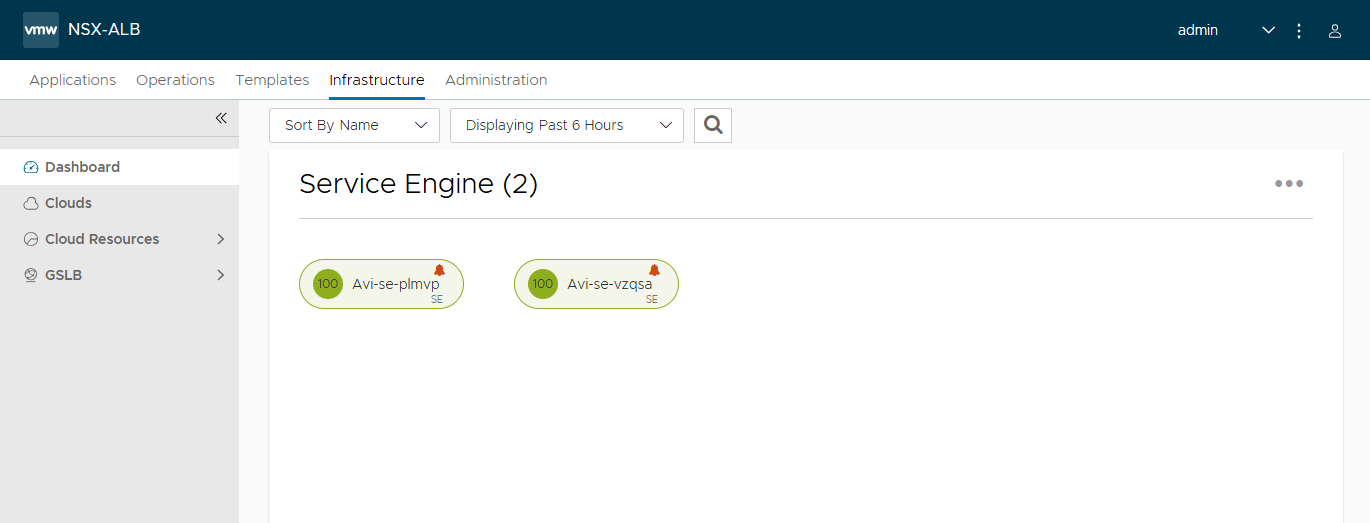 vmw NSX-ALB admin
Applications Operations Templates Infrastructure Administration
Sort By Name Displaying Past 6 Hours
Dashboard
Service Engine (2)
Clouds
Cloud Resources
GSLB
100 Avi-se-plmvp
SE
100 Avi-se-vzqsa
SE